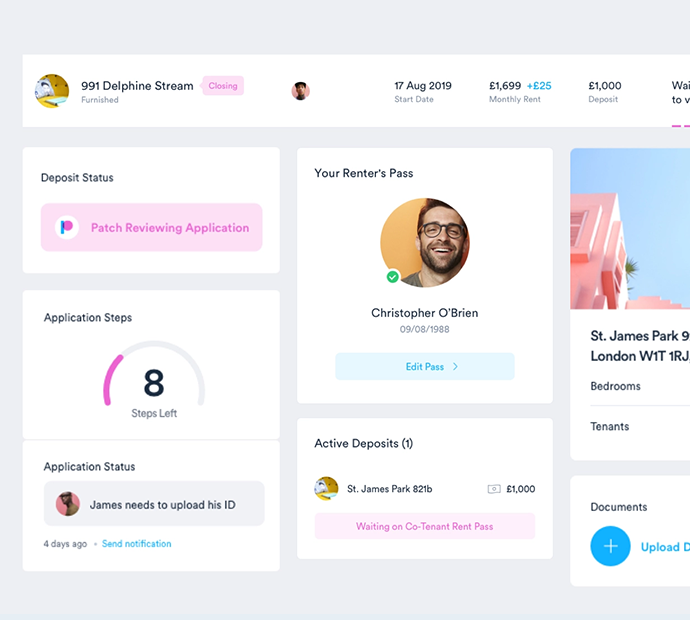 991 Delphine Stream
Closing
Furnished
17 Aug 2019
Start Date
£1,699 +£25
Monthly Rent
£1,000
Deposit
to v
Deposit Status
Patch Reviewing Application
Application Steps
8
Steps Left
Application Status
James needs to upload his ID
4 days ago • Send notification
Your Renter's Pass
Christopher O'Brien
09/08/1988
Edit Pass
Active Deposits (1)
St. James Park 821b
£1,000
Waiting on Co-Tenant Rent Pass
St. James Park 9
London W1T 1RJ,
Bedrooms
Tenants
Documents
Upload D